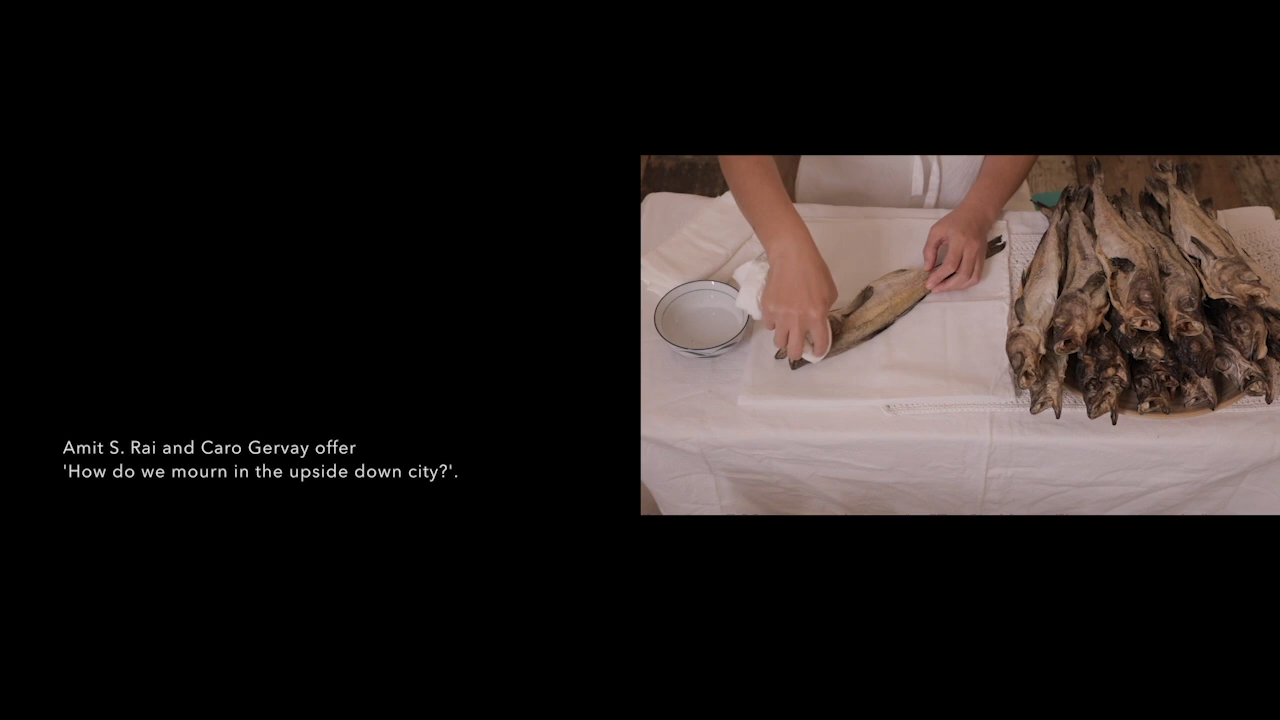 Amit S. Rai and Caro Gervay offer
'How do we mourn in the upside down city?'.